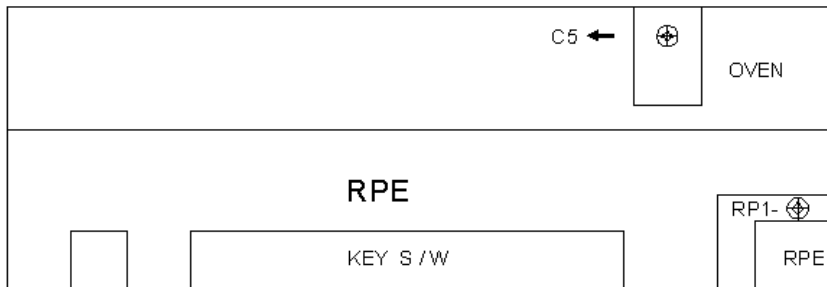 C5
OVEN
RPE
RP1-
KEY S/W
RPE